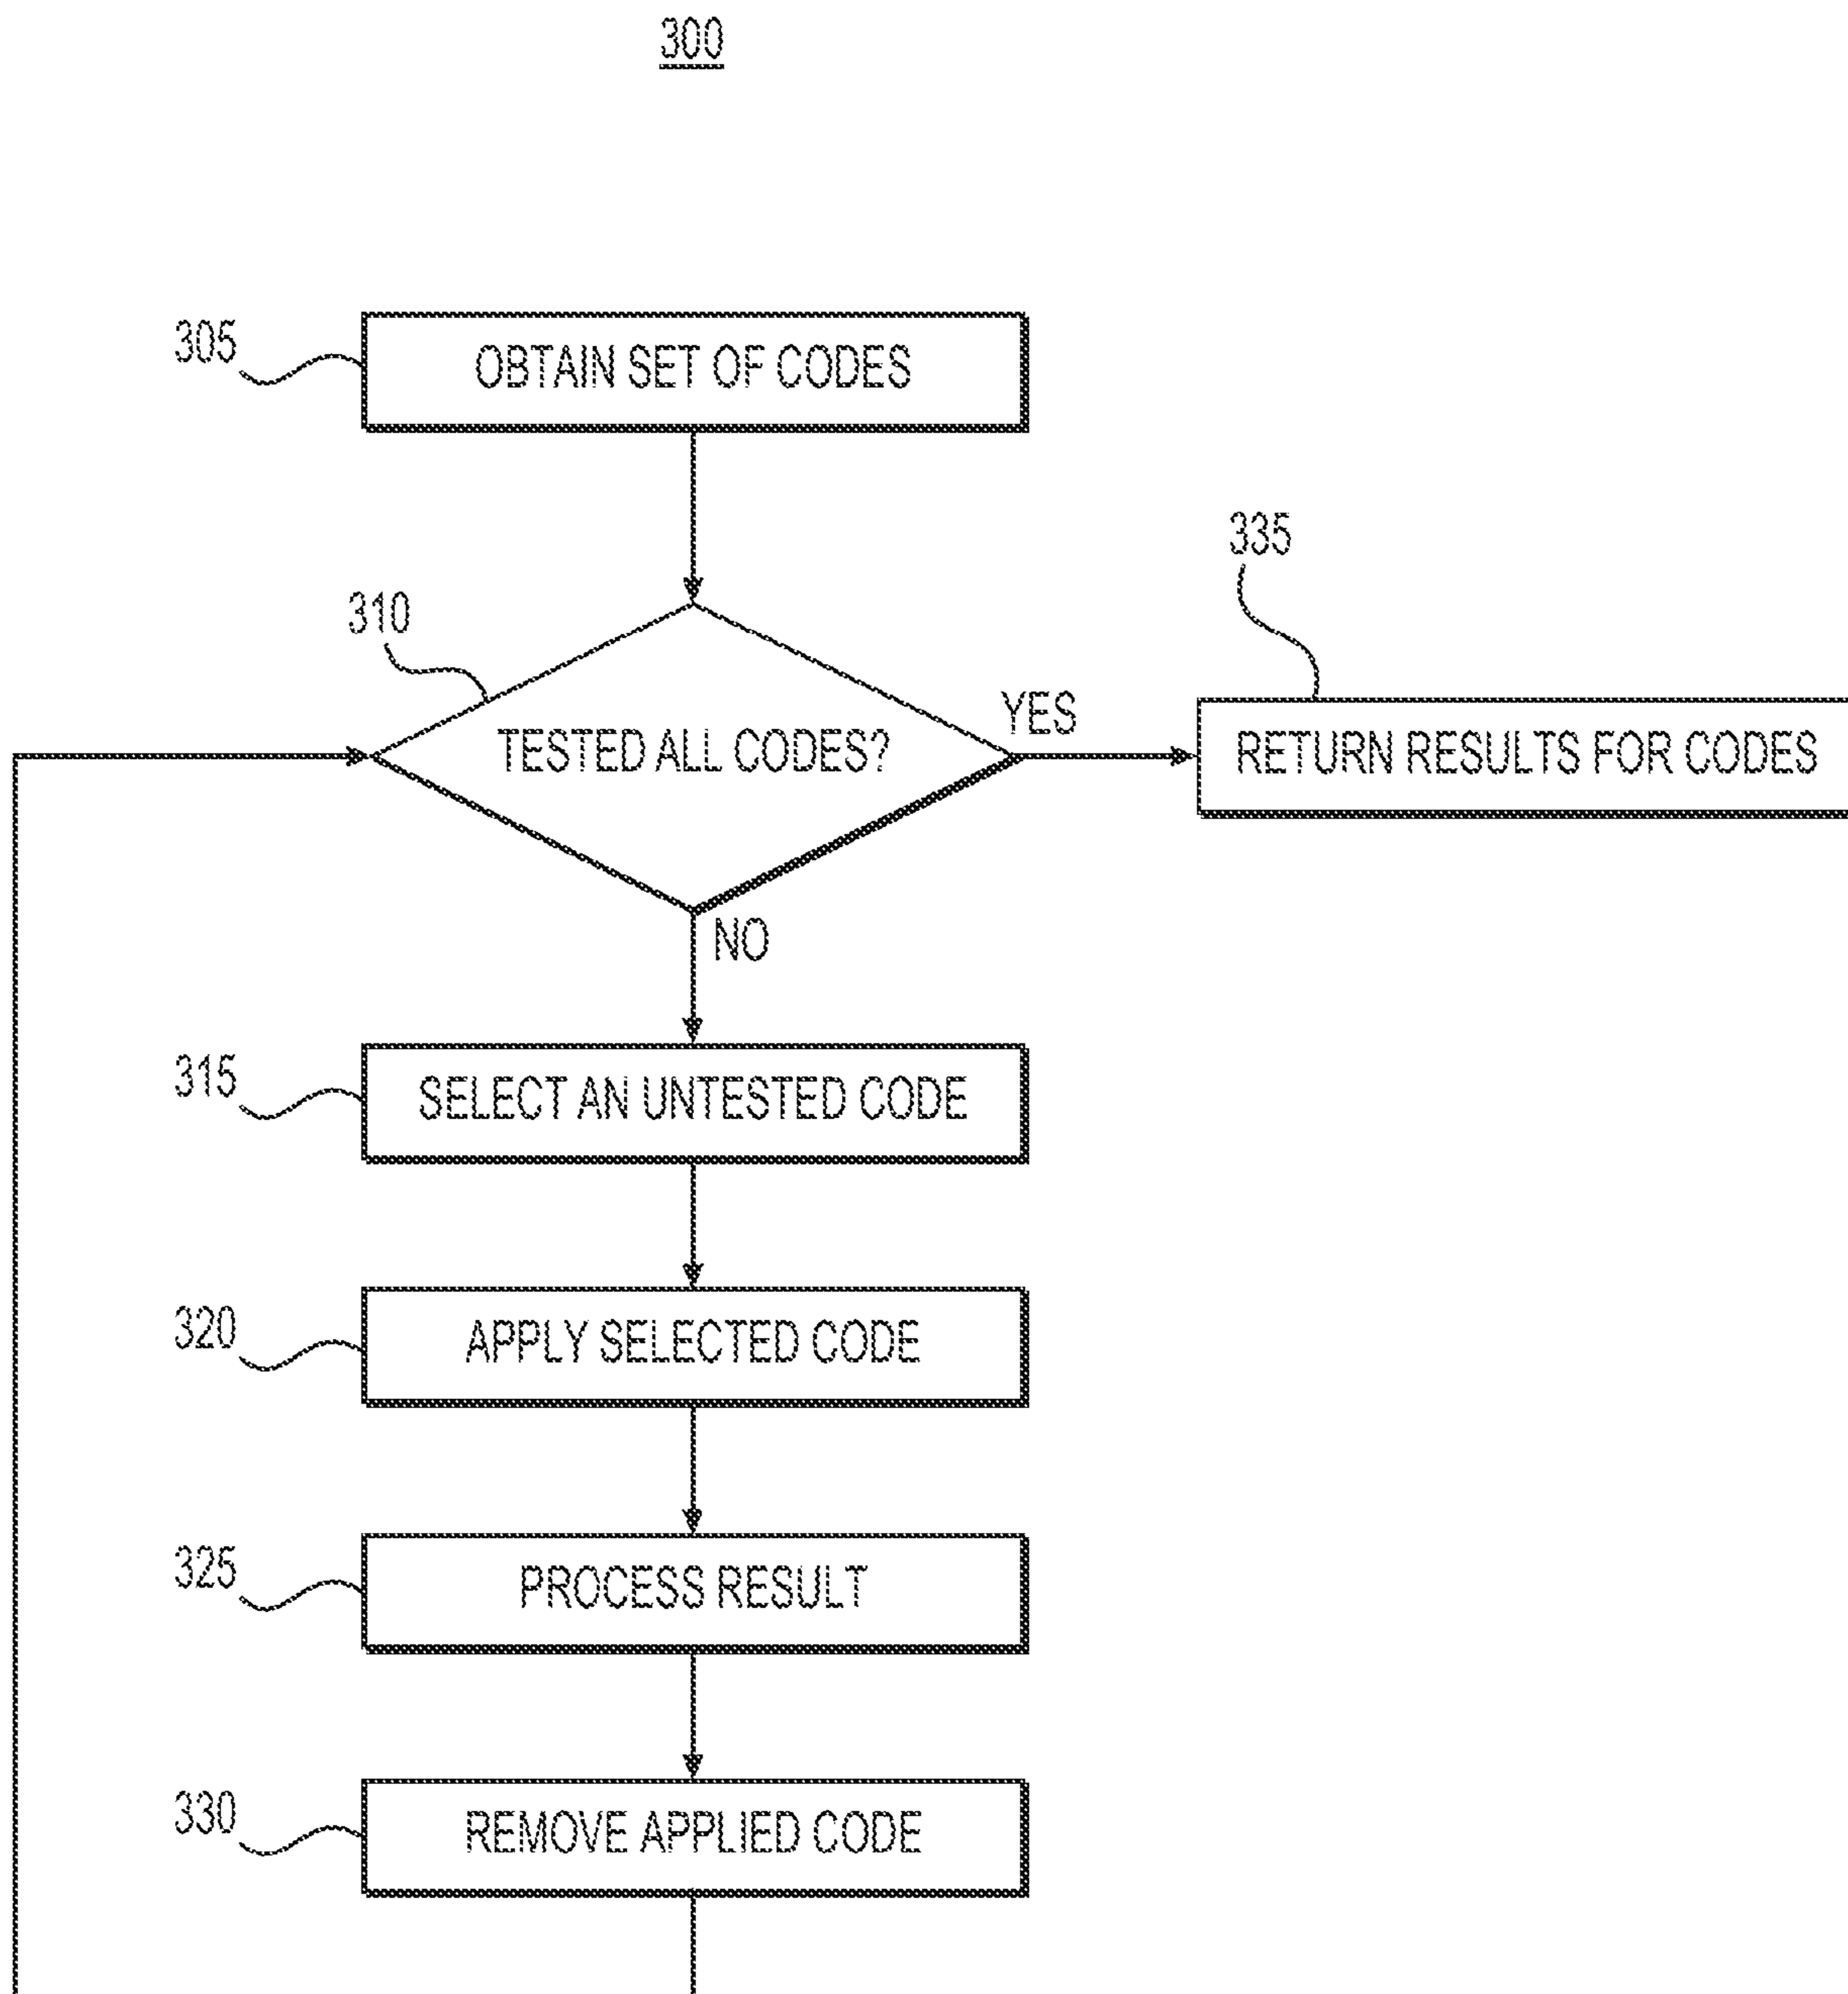 300
305
OBTAIN SET OF CODES
335
310
TESTED ALL CODES?
YES
RETURN RESULTS FOR CODES
NO
315
SELECT AN UNTESTED CODE
320
APPLY SELECTED CODE
325
PROCESS RESULT
330
REMOVE APPLIED CODE